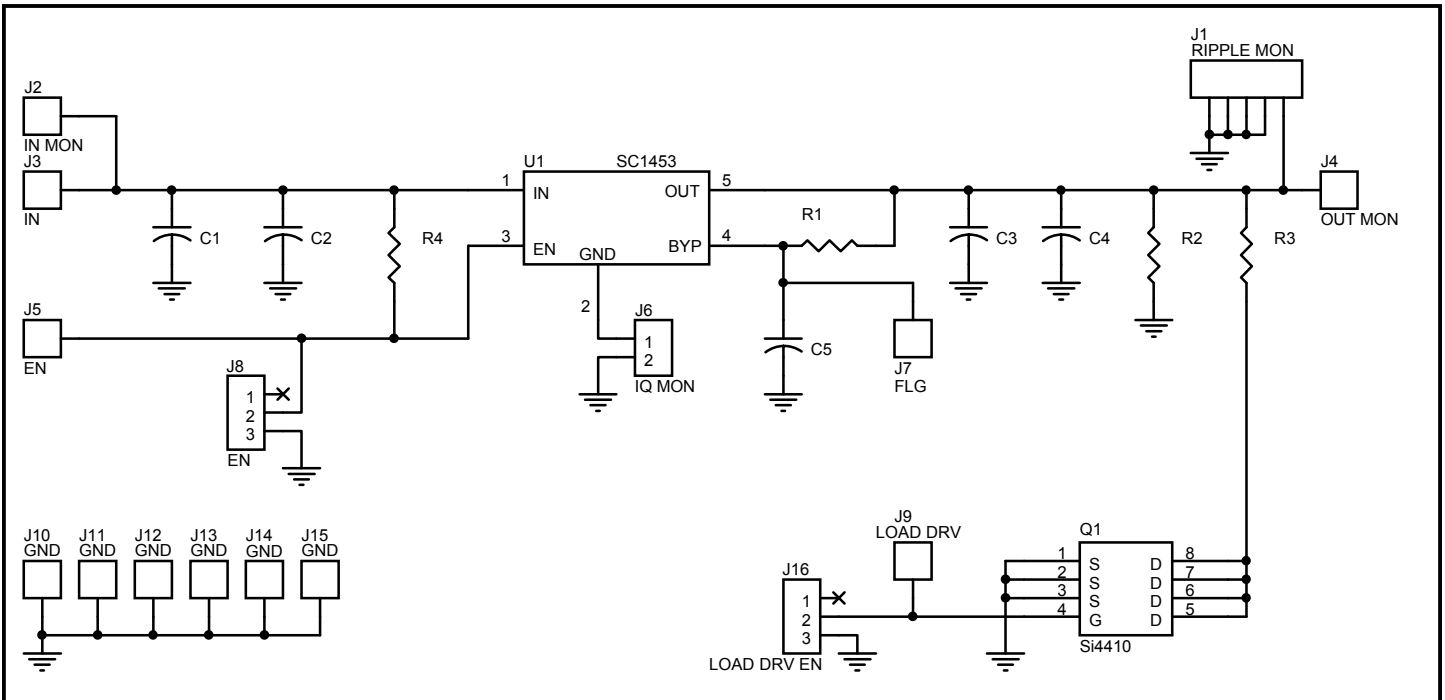 J1
RIPPLE MON
J2
IN MON
J3
IN
U1 SC1453
1 IN OUT 5
3 EN BYP 4
GND
2
J4
OUT MON
C1
C2
R4
R1
C3
C4
R2
R3
J5
EN
J6
1
2
IQ MON
C5
J7
FLG
J8
1
2
3
EN
J10
GND
J11
GND
J12
GND
J13
GND
J14
GND
J15
GND
J9
LOAD DRV
J16
1
2
3
LOAD DRV EN
Q1
1 S D 8
2 S D 7
3 S D 6
4 G D 5
Si4410